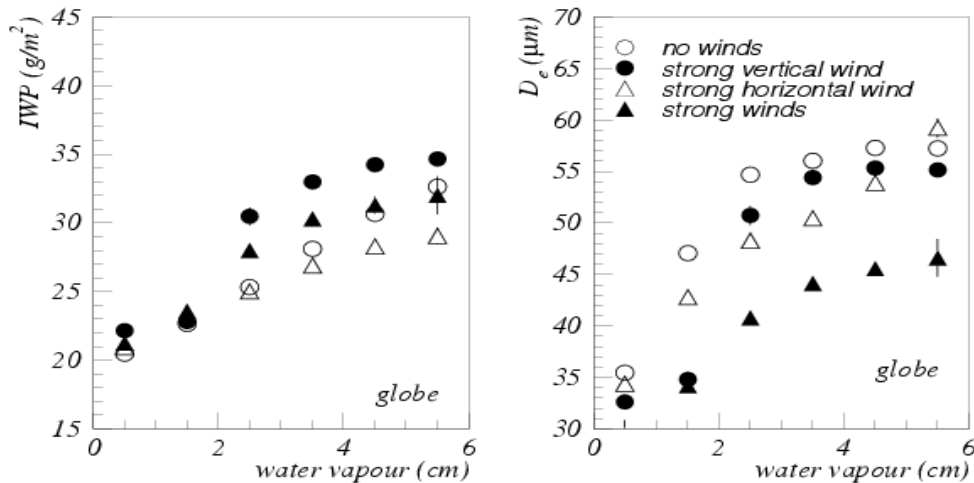 IWP (g/m²)
45
40
35
30
25
20
15
0
2
4
6
water vapour (cm)
globe
Dₑ (µm)
70
65
60
55
50
45
40
35
30
0
2
4
6
water vapour (cm)
no winds
strong vertical wind
strong horizontal wind
strong winds
globe